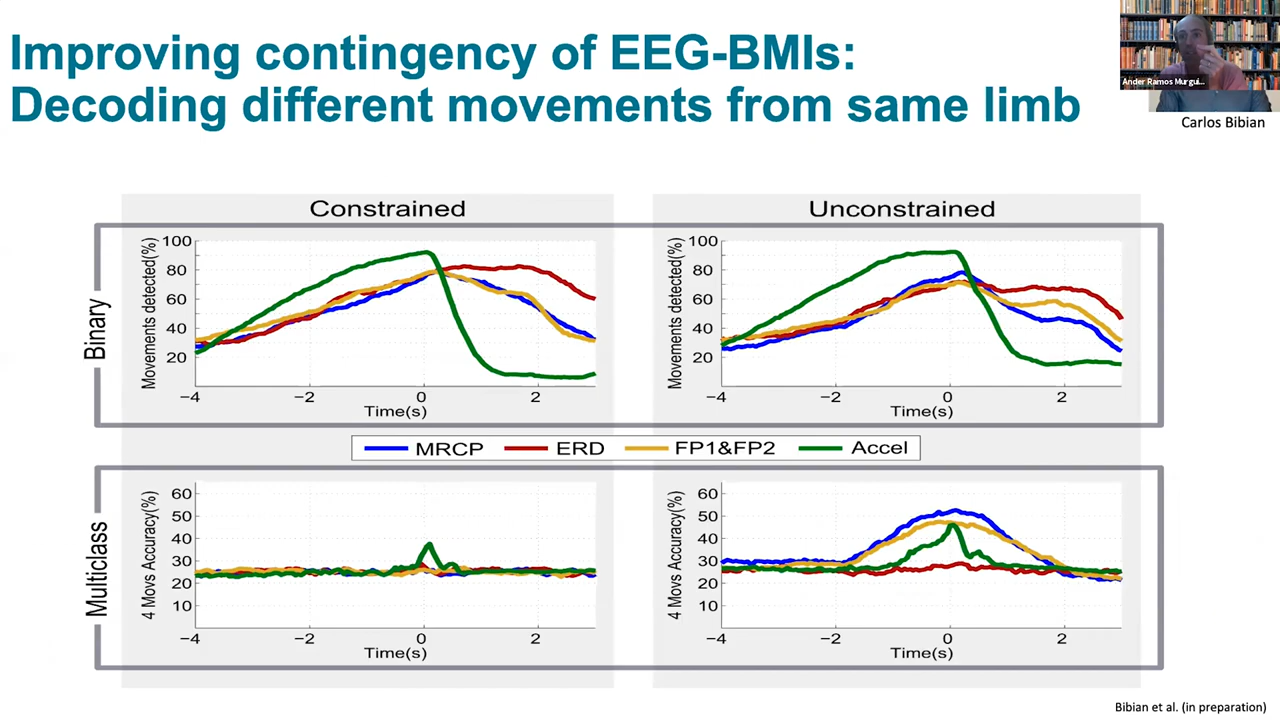 Improving contingency of EEG-BMIs:
Decoding different movements from same limb
Ander Ramos Murgui...
Carlos Bibian
Constrained
Unconstrained
Binary
Movements detected(%)
100
80
60
40
20
−4
−2
0
2
Time(s)
Movements detected(%)
100
80
60
40
20
−4
−2
0
2
Time(s)
MRCP ERD FP1&FP2 Accel
Multiclass
4 Movs Accuracy(%)
60
50
40
30
20
10
−4
−2
0
2
Time(s)
4 Movs Accuracy(%)
60
50
40
30
20
10
−4
−2
0
2
Time(s)
Bibian et al. (in preparation)